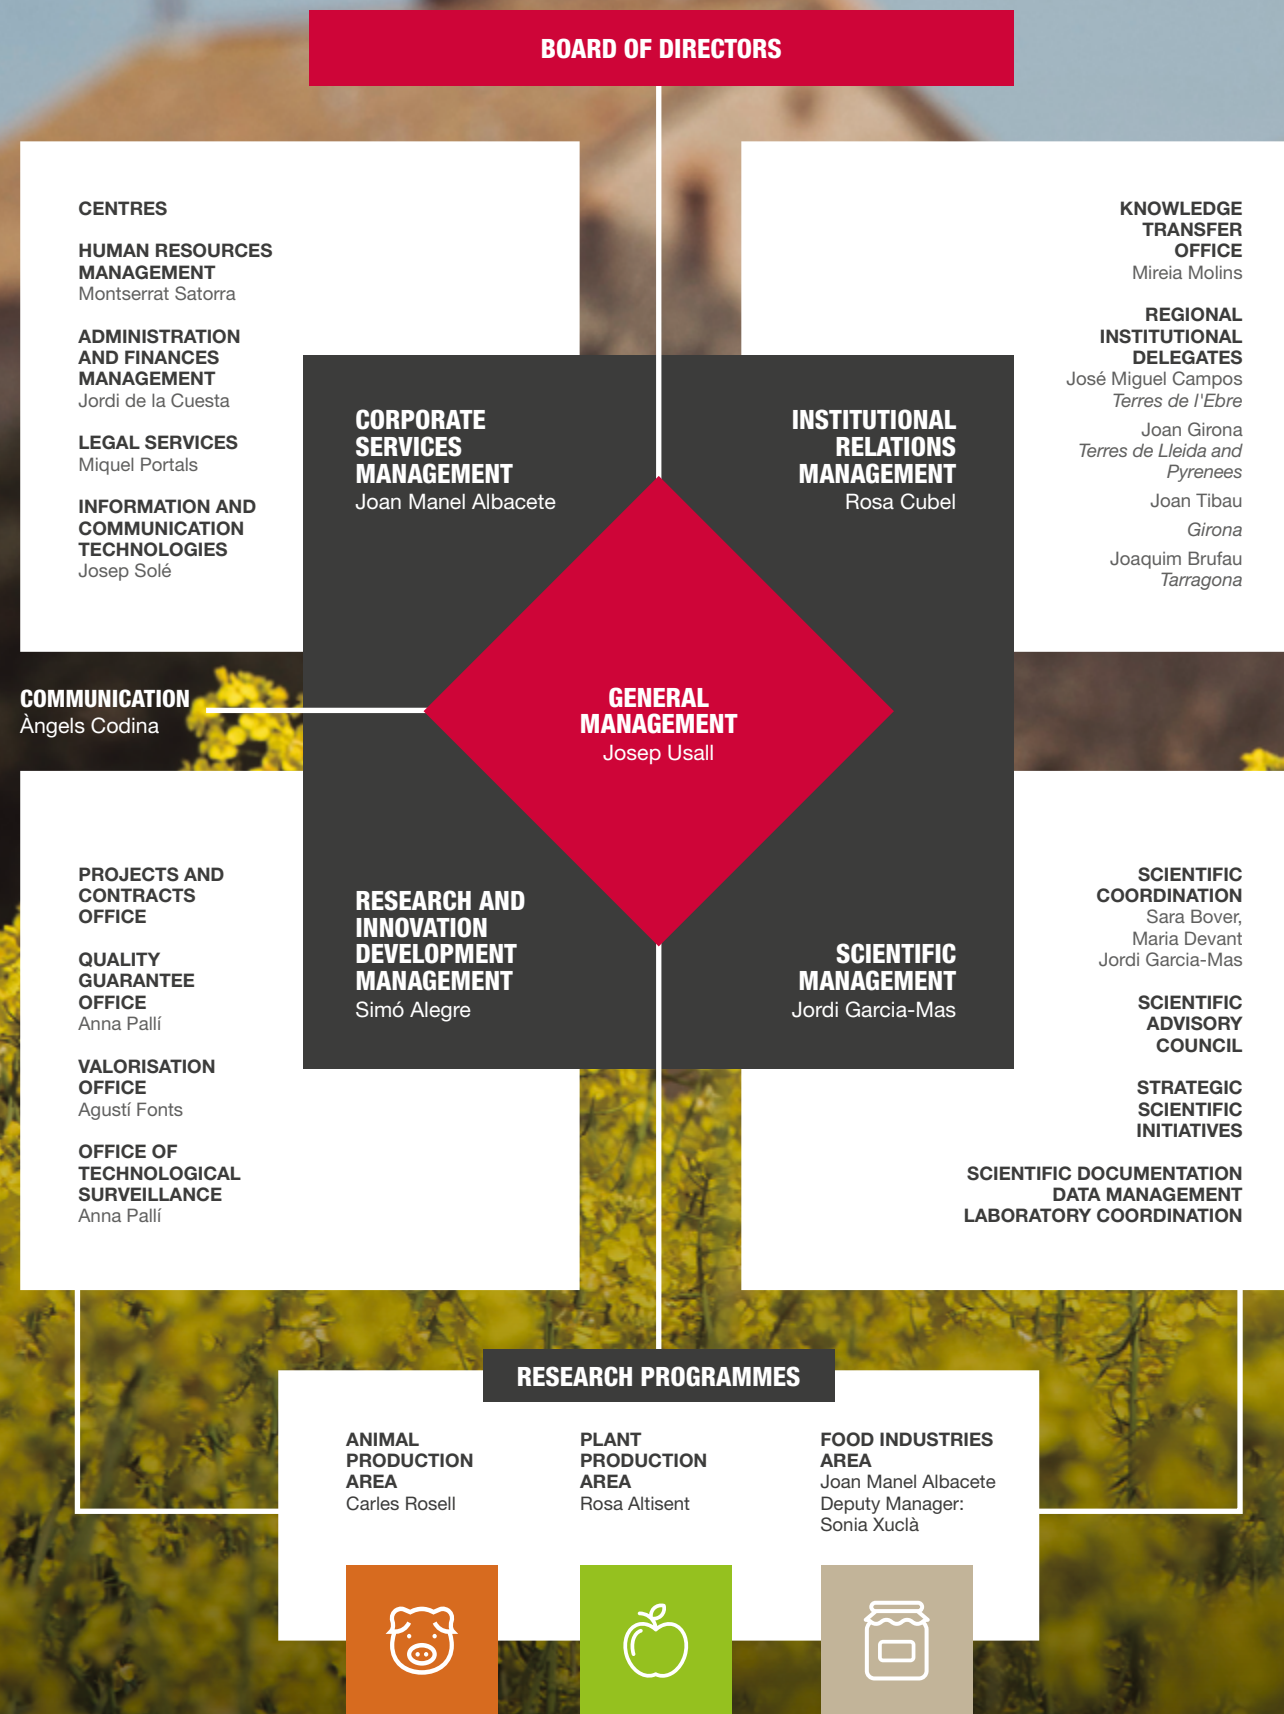 BOARD OF DIRECTORS
CENTRES
HUMAN RESOURCES
MANAGEMENT
Montserrat Satorra
ADMINISTRATION
AND FINANCES
MANAGEMENT
Jordi de la Cuesta
LEGAL SERVICES
Miquel Portals
INFORMATION AND
COMMUNICATION
TECHNOLOGIES
Josep Solé
KNOWLEDGE
TRANSFER
OFFICE
Mireia Molins
REGIONAL
INSTITUTIONAL
DELEGATES
José Miguel Campos
Terres de l'Ebre
Joan Girona
Terres de Lleida and
Pyrenees
Joan Tibau
Girona
Joaquim Brufau
Tarragona
CORPORATE
SERVICES
MANAGEMENT
Joan Manel Albacete
INSTITUTIONAL
RELATIONS
MANAGEMENT
Rosa Cubel
COMMUNICATION
Àngels Codina
GENERAL
MANAGEMENT
Josep Usall
RESEARCH AND
INNOVATION
DEVELOPMENT
MANAGEMENT
Simó Alegre
SCIENTIFIC
MANAGEMENT
Jordi Garcia-Mas
PROJECTS AND
CONTRACTS
OFFICE
QUALITY
GUARANTEE
OFFICE
Anna Pallí
VALORISATION
OFFICE
Agustí Fonts
OFFICE OF
TECHNOLOGICAL
SURVEILLANCE
Anna Pallí
SCIENTIFIC
COORDINATION
Sara Bover,
Maria Devant
Jordi Garcia-Mas
SCIENTIFIC
ADVISORY
COUNCIL
STRATEGIC
SCIENTIFIC
INITIATIVES
SCIENTIFIC DOCUMENTATION
DATA MANAGEMENT
LABORATORY COORDINATION
RESEARCH PROGRAMMES
ANIMAL
PRODUCTION
AREA
Carles Rosell
PLANT
PRODUCTION
AREA
Rosa Altisent
FOOD INDUSTRIES
AREA
Joan Manel Albacete
Deputy Manager:
Sonia Xuclà